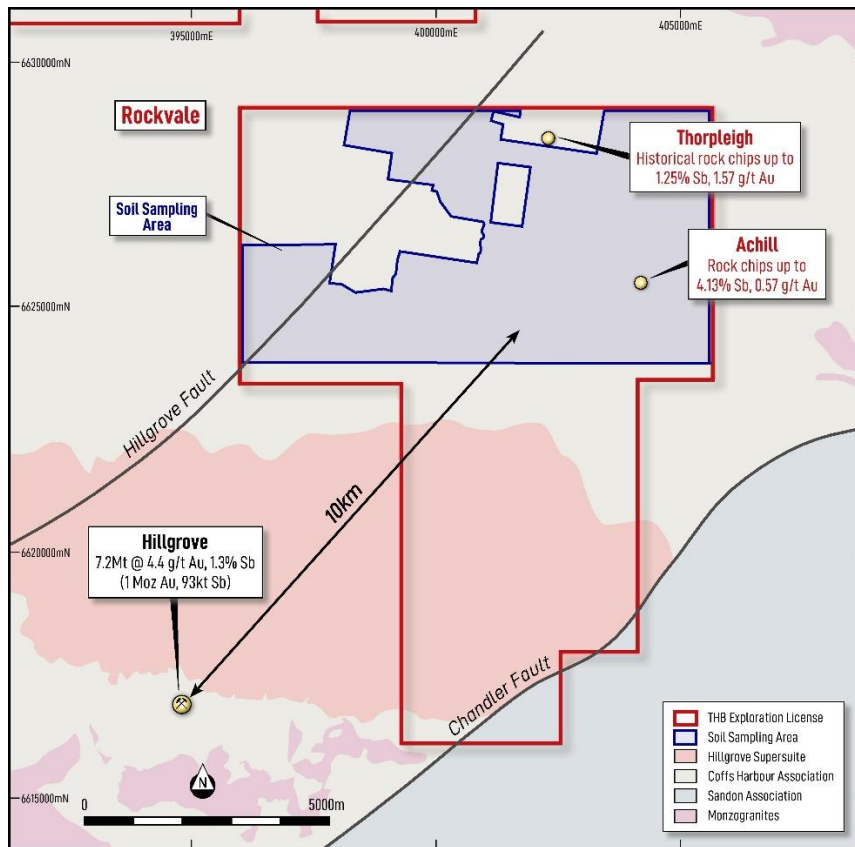 395000mE
400000mE
405000mE
6630000mN
Rockvale
Thorpleigh
Historical rock chips up to
1.25% Sb, 1.57 g/t Au
Soil Sampling
Area
Achill
Rock chips up to
4.13% Sb, 0.57 g/t Au
6625000mN
Hillgrove Fault
10km
6620000mN
Hillgrove
7.2Mt @ 4.4 g/t Au, 1.3% Sb
(1 Moz Au, 93kt Sb)
Chandler Fault
N
0
5000m
6615000mN
THB Exploration License
Soil Sampling Area
Hillgrove Supersuite
Coffs Harbour Association
Sandon Association
Monzogranites